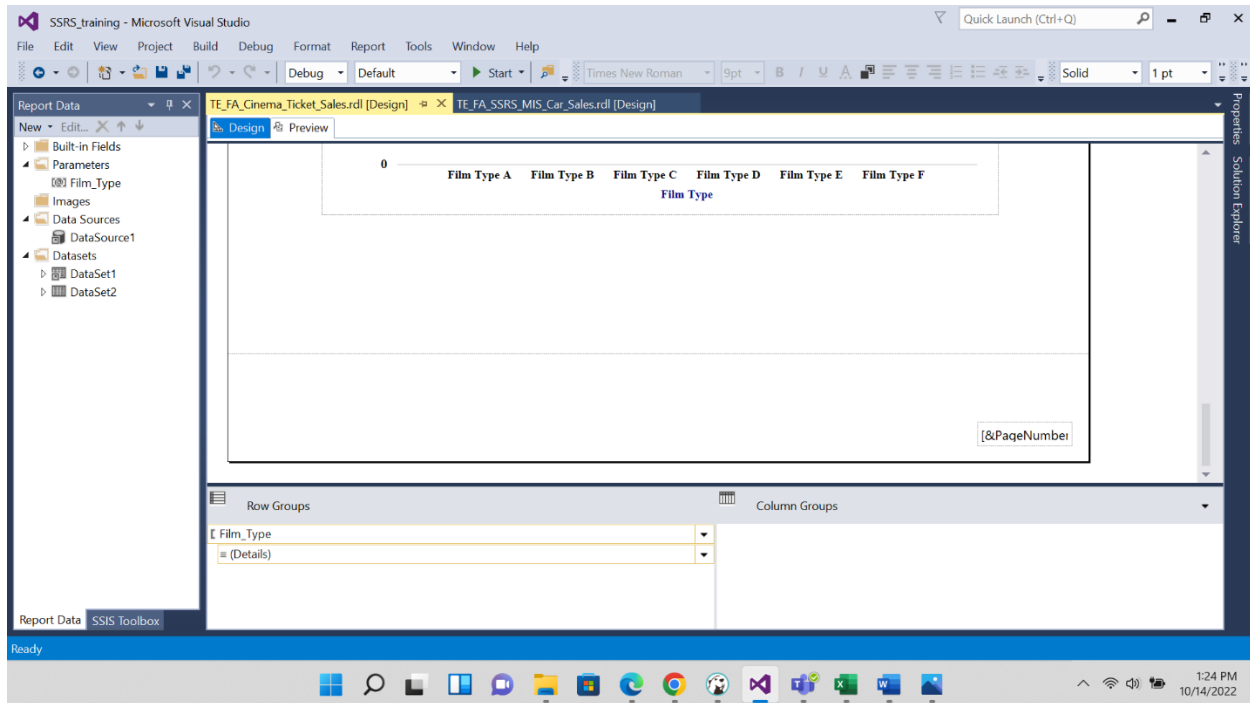 SSRS_training - Microsoft Visual Studio
Quick Launch (Ctrl+Q)
File Edit View Project Build Debug Format Report Tools Window Help
Debug Default Start Times New Roman 9pt B I U A Solid 1 pt
Report Data
TE_FA_Cinema_Ticket_Sales.rdl [Design] TE_FA_SSRS_MIS_Car_Sales.rdl [Design]
Properties
Solution Explorer
New Edit...
Design Preview
Built-in Fields
Parameters
[@] Film_Type
Images
Data Sources
DataSource1
Datasets
DataSet1
DataSet2
0
Film Type A Film Type B Film Type C Film Type D Film Type E Film Type F
Film Type
[&PageNumber
Row Groups
Column Groups
Film_Type
(Details)
Report Data SSIS Toolbox
Ready
1:24 PM
10/14/2022